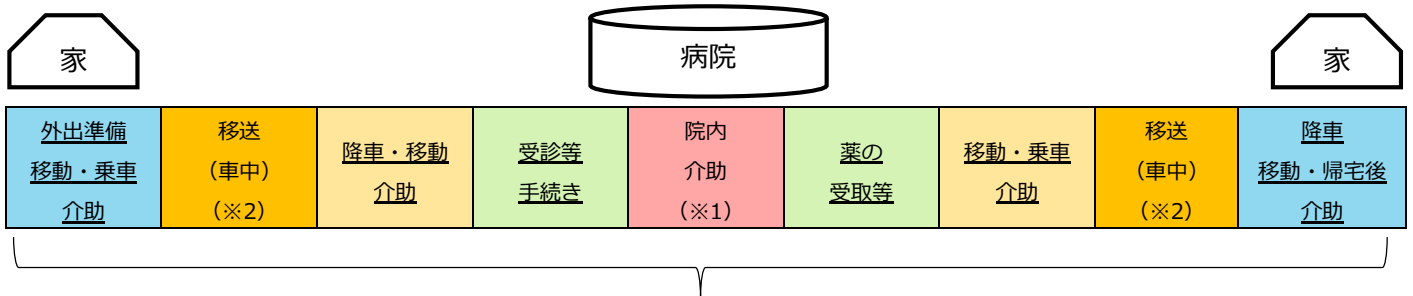 家
病院
家
外出準備
移動・乗車
介助
移送
（車中）
（※2）
降車・移動
介助
受診等
手続き
院内
介助
（※1）
薬の
受取等
移動・乗車
介助
移送
（車中）
（※2）
降車
移動・帰宅後
介助